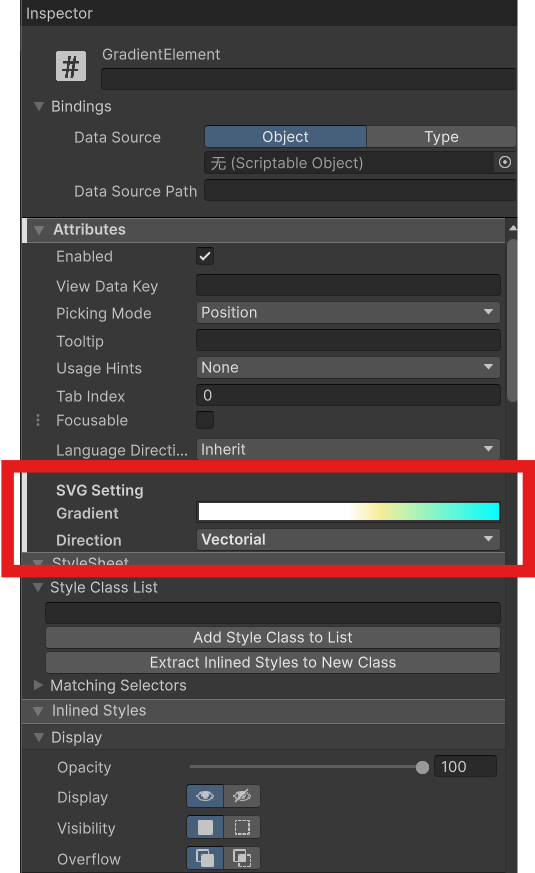 Inspector
#
GradientElement
Bindings
Data Source Object Type
无 (Scriptable Object)
Data Source Path
Attributes
Enabled
View Data Key
Picking Mode Position
Tooltip
Usage Hints None
Tab Index 0
Focusable
Language Directi... Inherit
SVG Setting
Gradient
Direction Vectorial
StyleSheet
Style Class List
Add Style Class to List
Extract Inlined Styles to New Class
Matching Selectors
Inlined Styles
Display
Opacity 100
Display
Visibility
Overflow